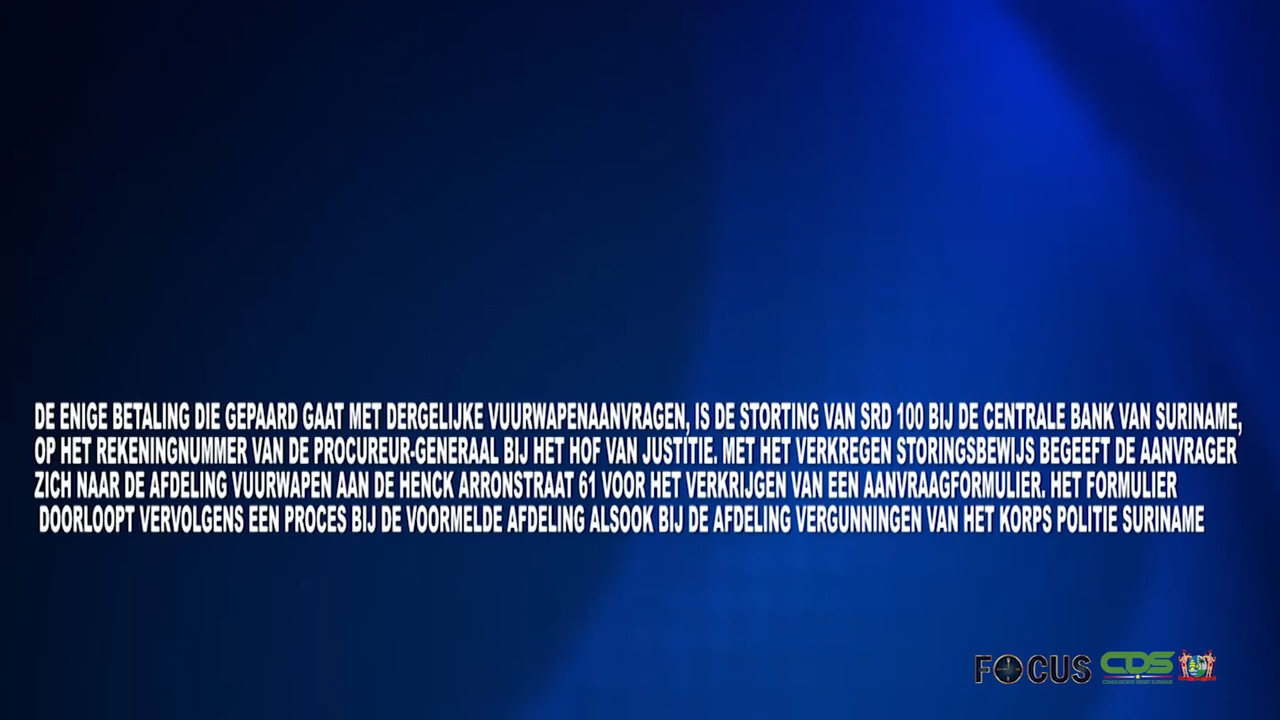 DE ENIGE BETALING DIE GEPAARD GAAT MET DERGELIJKE VUURWAPENAANVRAGEN, IS DE STORTING VAN SRD 100 BIJ DE CENTRALE BANK VAN SURINAME,
OP HET REKENINGNUMMER VAN DE PROCUREUR-GENERAAL BIJ HET HOF VAN JUSTITIE. MET HET VERKREGEN STORINGSBEWIJS BEGEEFT DE AANVRAGER
ZICH NAAR DE AFDELING VUURWAPEN AAN DE HENCK ARRONSTRAAT 61 VOOR HET VERKRIJGEN VAN EEN AANVRAAGFORMULIER. HET FORMULIER
DOORLOOPT VERVOLGENS EEN PROCES BIJ DE VOORMELDE AFDELING ALSOOK BIJ DE AFDELING VERGUNNINGEN VAN HET KORPS POLITIE SURINAME
FOCUS CDS
COMMUNICATIE DIENST SURINAME